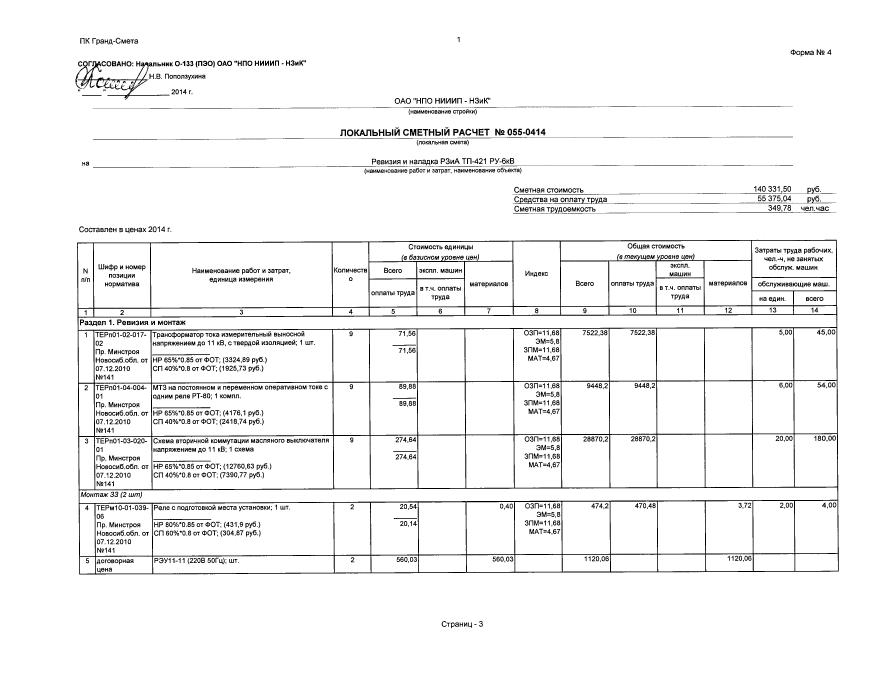 ПК Гранд-Смета
1
Форма № 4
СОГЛАСОВАНО: Начальник О-133 (ПЭО) ОАО "НПО НИИИП - НЗиК"
Н.В. Поползухина
2014 г.
ОАО "НПО НИИИП - НЗиК"
(наименование стройки)
ЛОКАЛЬНЫЙ СМЕТНЫЙ РАСЧЕТ № 055-0414
(локальная смета)
на Ревизия и наладка РЗиА ТП-421 РУ-6кВ
(наименование работ и затрат, наименование объекта)
Сметная стоимость 140 331,50 руб.
Средства на оплату труда 55 375,04 руб.
Сметная трудоемкость 349,78 чел.час
Составлен в ценах 2014 г.
N п/п
Шифр и номер позиции норматива
Наименование работ и затрат, единица измерения
Количество
Стоимость единицы
(в базисном уровне цен)
Всего
оплаты труда
экспл. машин
в т.ч. оплаты труда
материалов
Индекс
Общая стоимость
(в текущем уровне цен)
Всего
оплаты труда
экспл. машин
в т.ч. оплаты труда
материалов
Затраты труда рабочих, чел.-ч, не занятых обслуж. машин
обслуживающие маш.
на един.
всего
1 2 3 4 5 6 7 8 9 10 11 12 13 14
Раздел 1. Ревизия и монтаж
1 ТЕРп01-02-017- Трансформатор тока измерительный выносной 9 71,56 ОЗП=11,68 7522,38 7522,38 5,00 45,00
02 напряжением до 11 кВ, с твердой изоляцией; 1 шт. ЭМ=5,8
Пр. Минстроя 71,56 ЗПМ=11,68
Новосиб.обл. от НР 65%*0.85 от ФОТ; (3324,89 руб.) МАТ=4,67
07.12.2010 СП 40%*0.8 от ФОТ; (1925,73 руб.)
№141
2 ТЕРп01-04-004- МТЗ на постоянном и переменном оперативном токе с 9 89,88 ОЗП=11,68 9448,2 9448,2 6,00 54,00
01 одним реле РТ-80; 1 компл. ЭМ=5,8
Пр. Минстроя 89,88 ЗПМ=11,68
Новосиб.обл. от НР 65%*0.85 от ФОТ; (4176,1 руб.) МАТ=4,67
07.12.2010 СП 40%*0.8 от ФОТ; (2418,74 руб.)
№141
3 ТЕРп01-03-020- Схема вторичной коммутации масляного выключателя 9 274,64 ОЗП=11,68 28870,2 28870,2 20,00 180,00
01 напряжением до 11 кВ; 1 схема ЭМ=5,8
Пр. Минстроя 274,64 ЗПМ=11,68
Новосиб.обл. от НР 65%*0.85 от ФОТ; (12760,63 руб.) МАТ=4,67
07.12.2010 СП 40%*0.8 от ФОТ; (7390,77 руб.)
№141
Монтаж ЗЗ (2 шт)
4 ТЕРм10-01-039- Реле с подготовкой места установки; 1 шт. 2 20,54 0,40 ОЗП=11,68 474,2 470,48 3,72 2,00 4,00
06 ЭМ=5,8
Пр. Минстроя НР 80%*0.85 от ФОТ; (431,9 руб.) 20,14 ЗПМ=11,68
Новосиб.обл. от СП 60%*0.8 от ФОТ; (304,87 руб.) МАТ=4,67
07.12.2010
№141
5 договорная РЭУ11-11 (220В 50Гц); шт. 2 560,03 560,03 1120,06 1120,06
цена
Страниц - 3